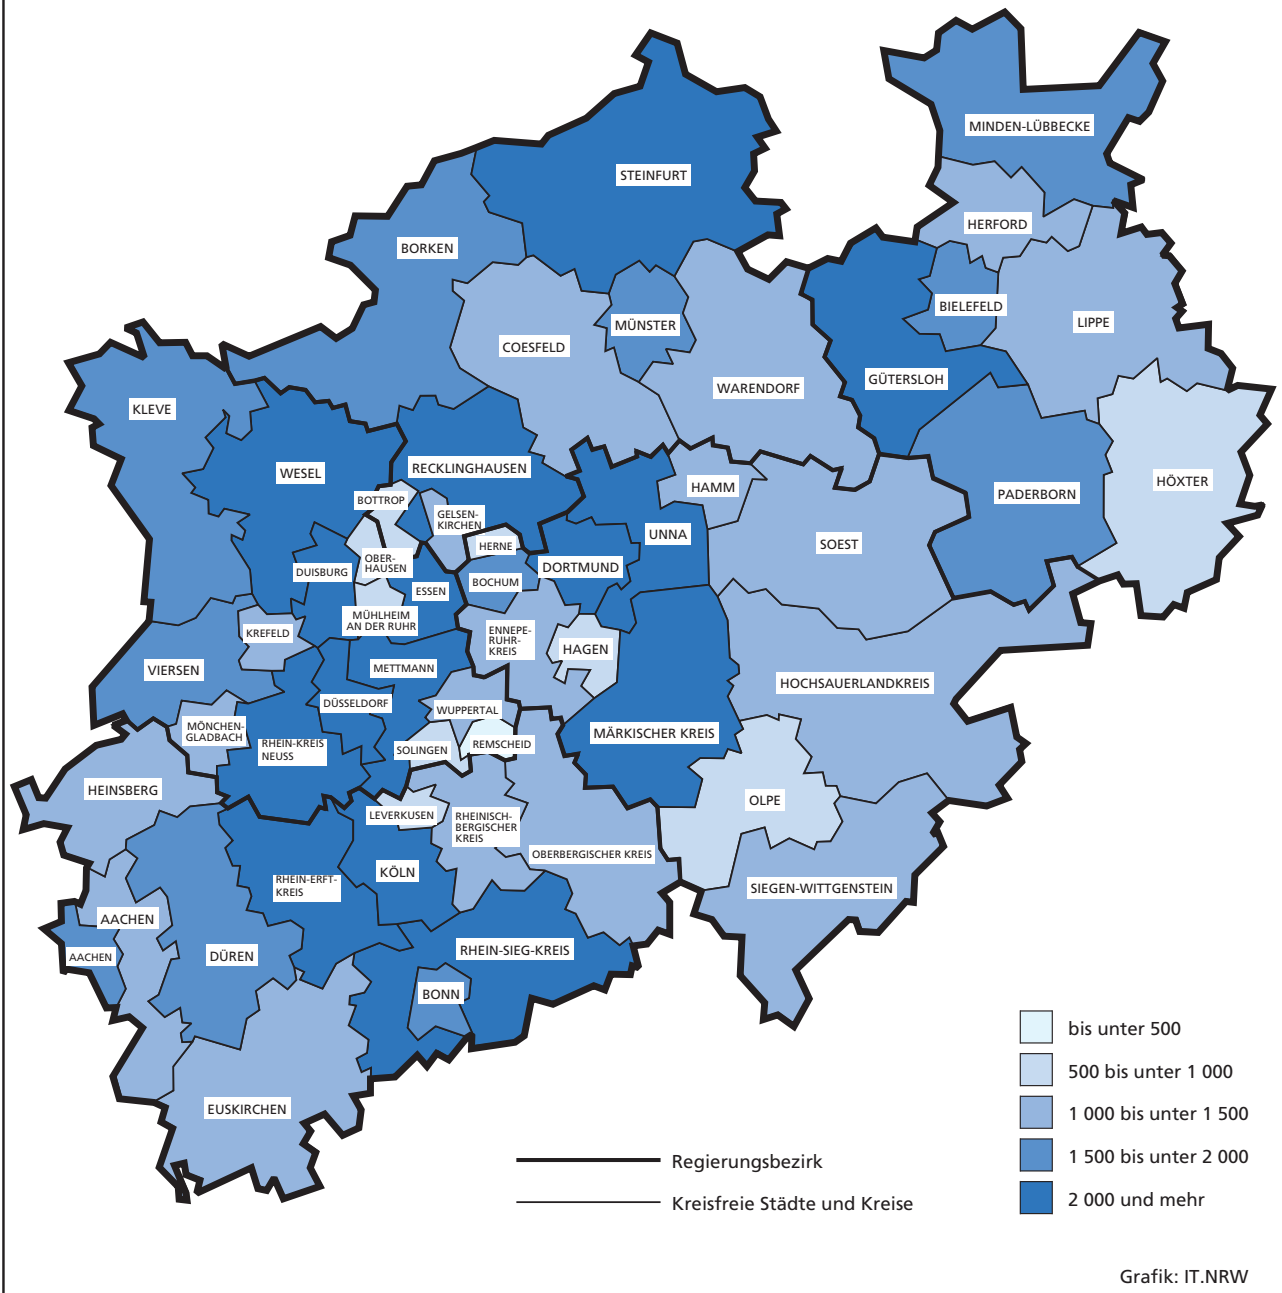 MINDEN-LÜBBECKE
STEINFURT
HERFORD
BORKEN
BIELEFELD
LIPPE
MÜNSTER
COESFELD
GÜTERSLOH
WARENDORF
KLEVE
RECKLINGHAUSEN
WESEL
HÖXTER
HAMM
PADERBORN
BOTTROP
GELSEN-
KIRCHEN
UNNA
SOEST
HERNE
OBER-
HAUSEN
DORTMUND
DUISBURG
BOCHUM
ESSEN
MÜHLHEIM
AN DER RUHR
KREFELD
ENNEPE-
RUHR-
KREIS
HAGEN
VIERSEN
METTMANN
HOCHSAUERLANDKREIS
DÜSSELDORF
WUPPERTAL
MÖNCHEN-
GLADBACH
MÄRKISCHER KREIS
RHEIN-KREIS
NEUSS
SOLINGEN
REMSCHEID
HEINSBERG
OLPE
LEVERKUSEN
RHEINISCH-
BERGISCHER
KREIS
OBERBERGISCHER KREIS
KÖLN
RHEIN-ERFT-
KREIS
SIEGEN-WITTGENSTEIN
AACHEN
AACHEN
DÜREN
RHEIN-SIEG-KREIS
BONN
EUSKIRCHEN
bis unter 500
500 bis unter 1 000
1 000 bis unter 1 500
1 500 bis unter 2 000
2 000 und mehr
Regierungsbezirk
Kreisfreie Städte und Kreise
Grafik: IT.NRW